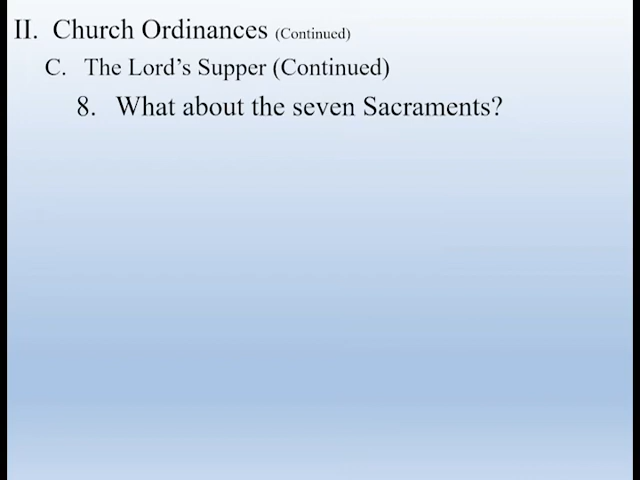 II. Church Ordinances (Continued)
C. The Lord's Supper (Continued)
8. What about the seven Sacraments?